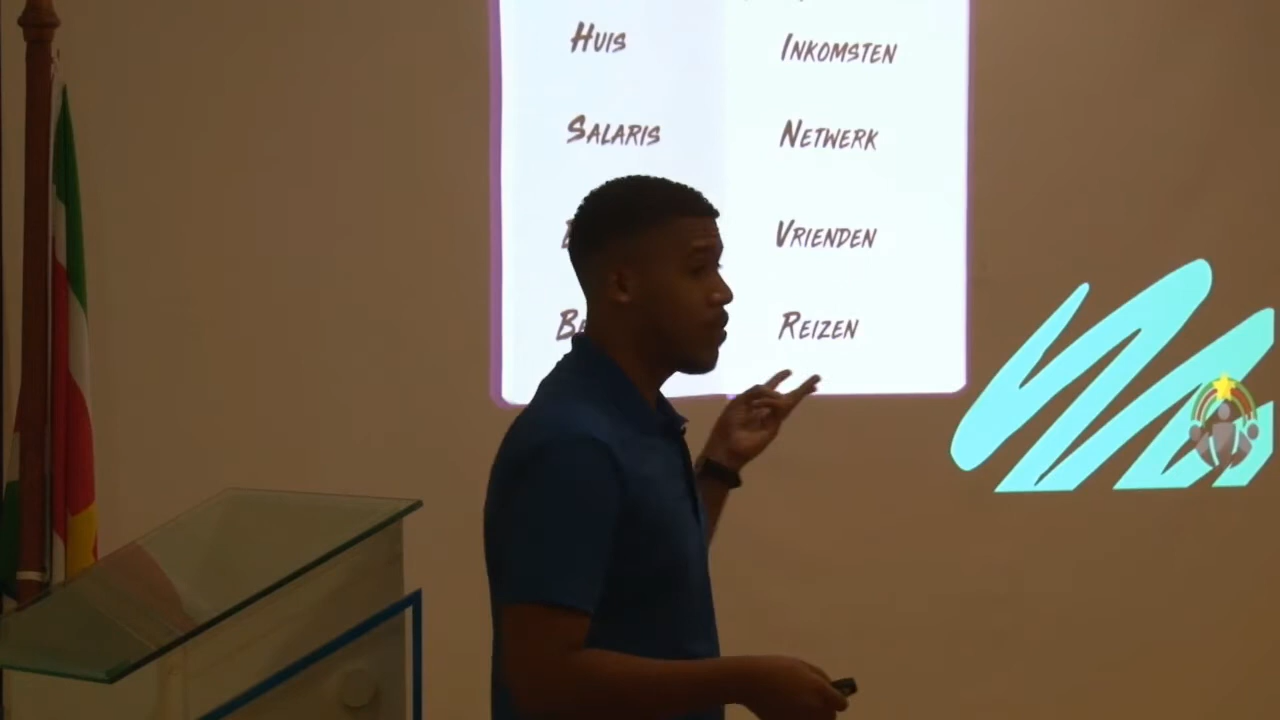 Huis
Inkomsten
Salaris
Netwerk
Vrienden
Reizen